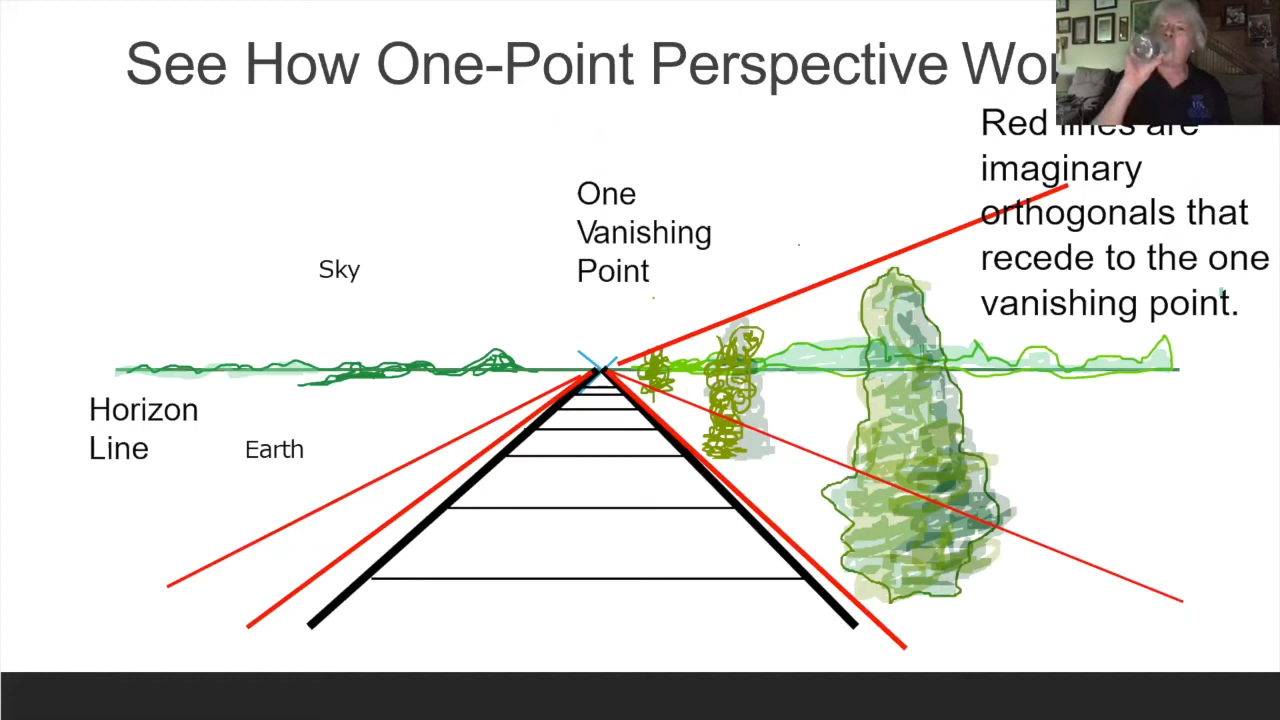 See How One-Point Perspective Wo
One
Vanishing
Point
Red lines are
imaginary
orthogonals that
recede to the one
vanishing point.
Sky
Horizon
Line
Earth